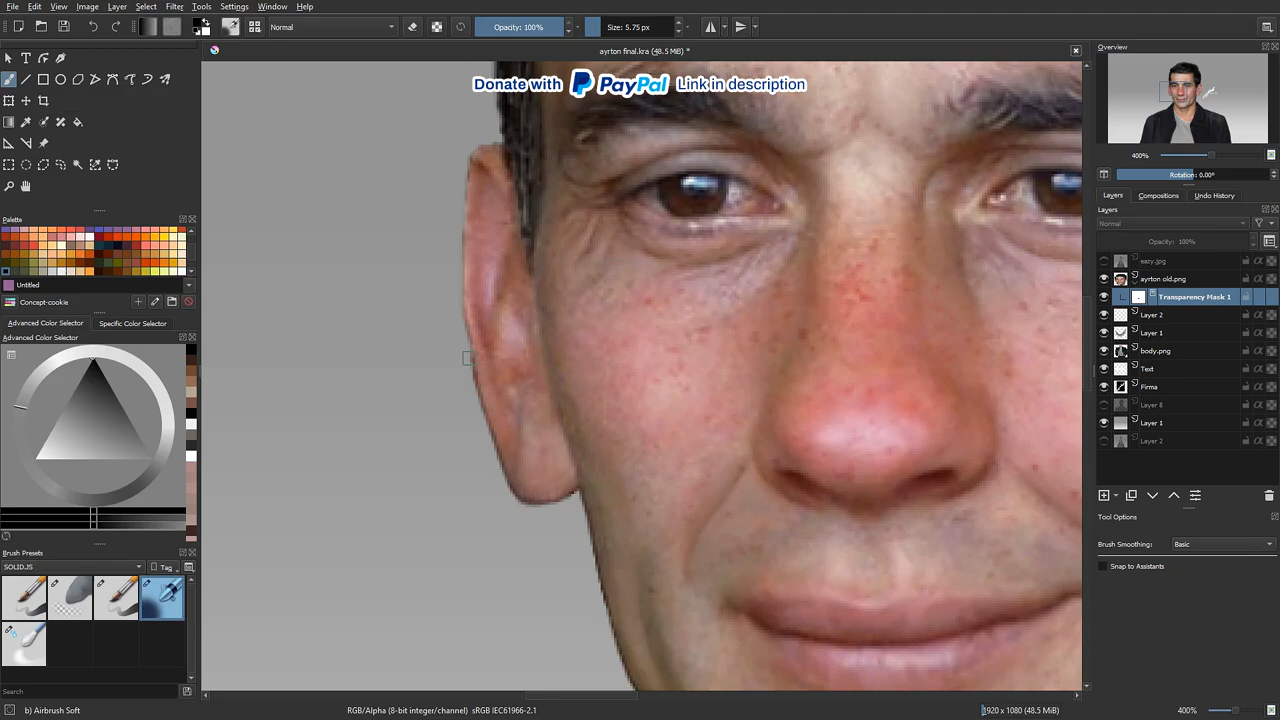 File Edit View Image Layer Select Filter Tools Settings Window Help
Normal
Opacity: 100%
Size: 5.75 px
ayrton final.kra (48.5 MiB) *
Donate with PayPal Link in description
Overview
400%
Rotation: 0.00°
Layers Compositions Undo History
Layers
Normal
Opacity: 100%
eazy.jpg
ayrton old.png
Transparency Mask 1
Layer 2
Layer 1
body.png
Text
Firma
Layer 8
Layer 1
Layer 2
Tool Options
Brush Smoothing: Basic
Snap to Assistants
Palette
Untitled
Concept-cookie
Advanced Color Selector Specific Color Selector
Advanced Color Selector
Brush Presets
SOLID.JS
Tag
Search
b) Airbrush Soft
RGB/Alpha (8-bit integer/channel) sRGB IEC61966-2.1
1920 x 1080 (48.5 MiB)
400%